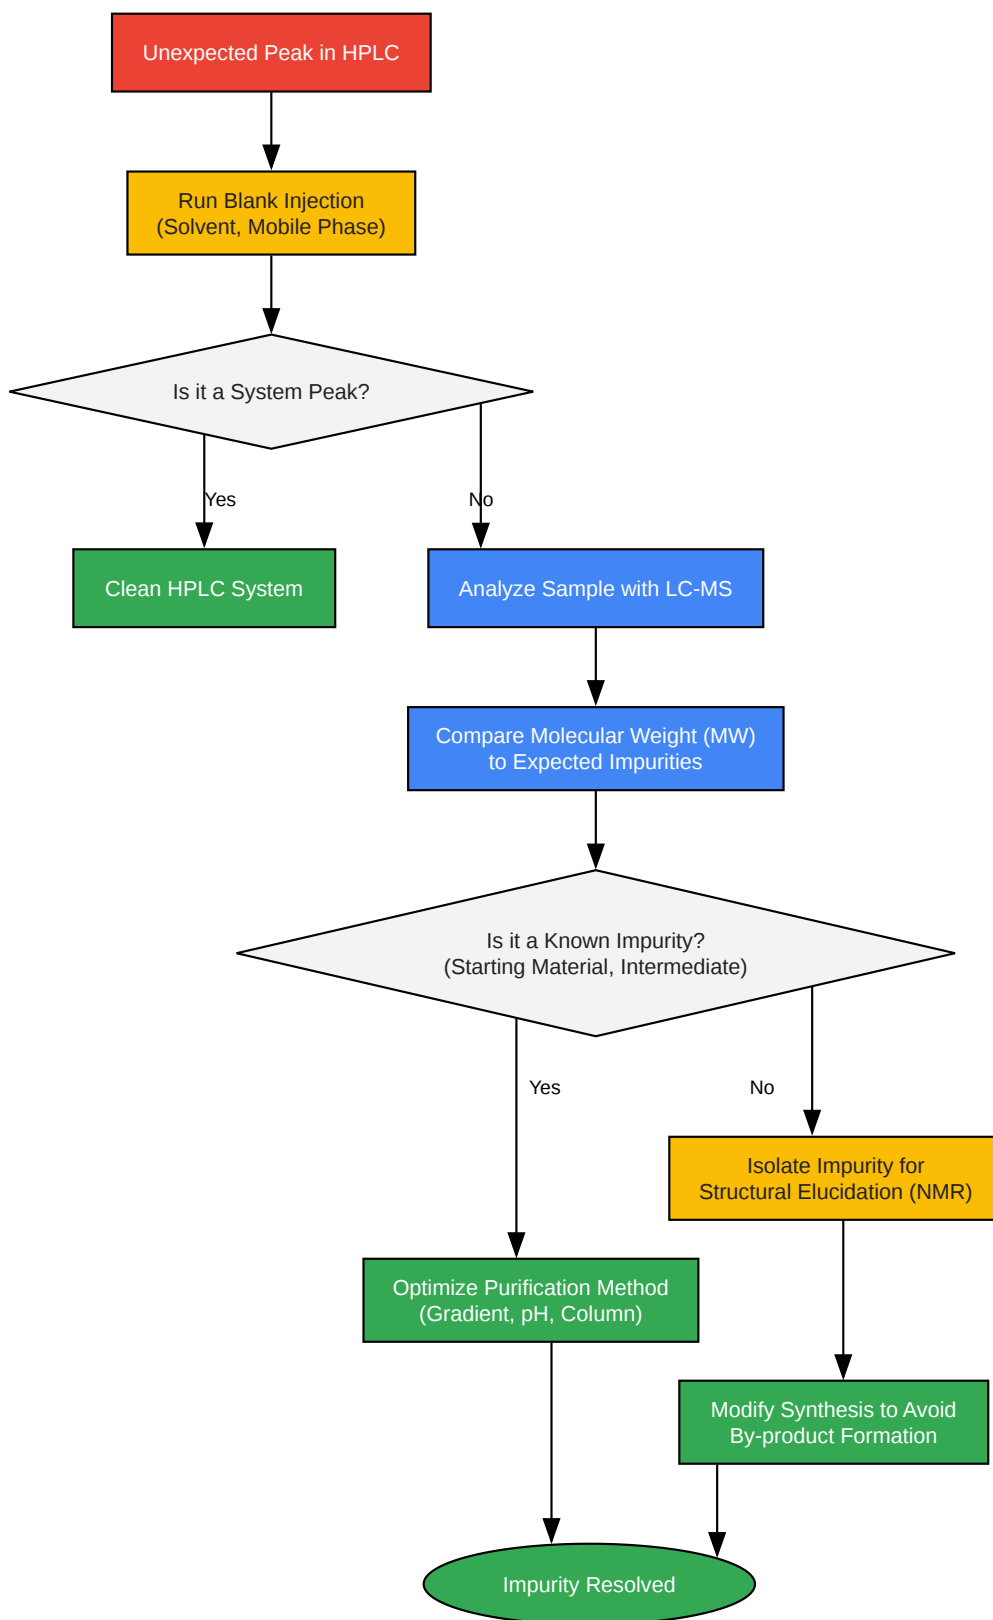 Unexpected Peak in HPLC
Run Blank Injection
(Solvent, Mobile Phase)
Is it a System Peak?
Yes
No
Clean HPLC System
Analyze Sample with LC-MS
Compare Molecular Weight (MW)
to Expected Impurities
Is it a Known Impurity?
(Starting Material, Intermediate)
Yes
No
Isolate Impurity for
Structural Elucidation (NMR)
Optimize Purification Method
(Gradient, pH, Column)
Modify Synthesis to Avoid
By-product Formation
Impurity Resolved